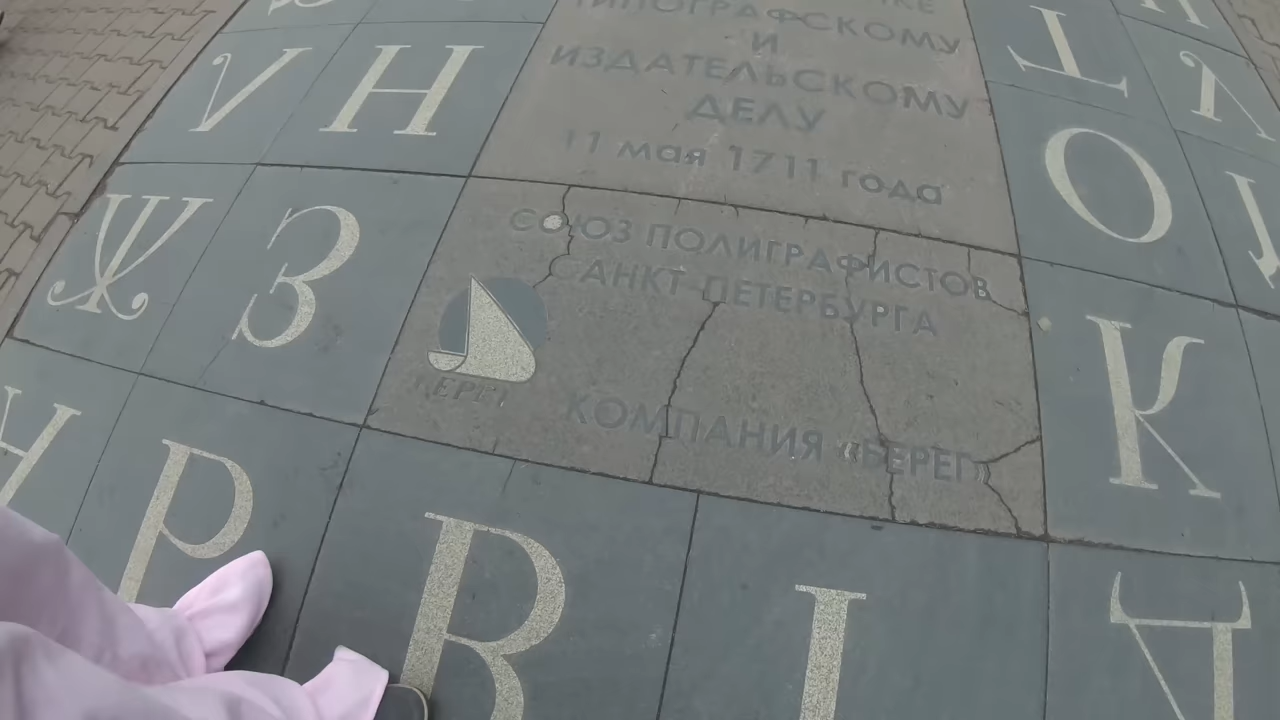 ТИПОГРАФСКОМУ
И
ИЗДАТЕЛЬСКОМУ
ДЕЛУ
11 мая 1711 года
СОЮЗ ПОЛИГРАФИСТОВ
САНКТ-ПЕТЕРБУРГА
БЕРЕГ
КОМПАНИЯ «БЕРЕГ»
И Н
Т
О
Ж З
К
Р
В
I
Д